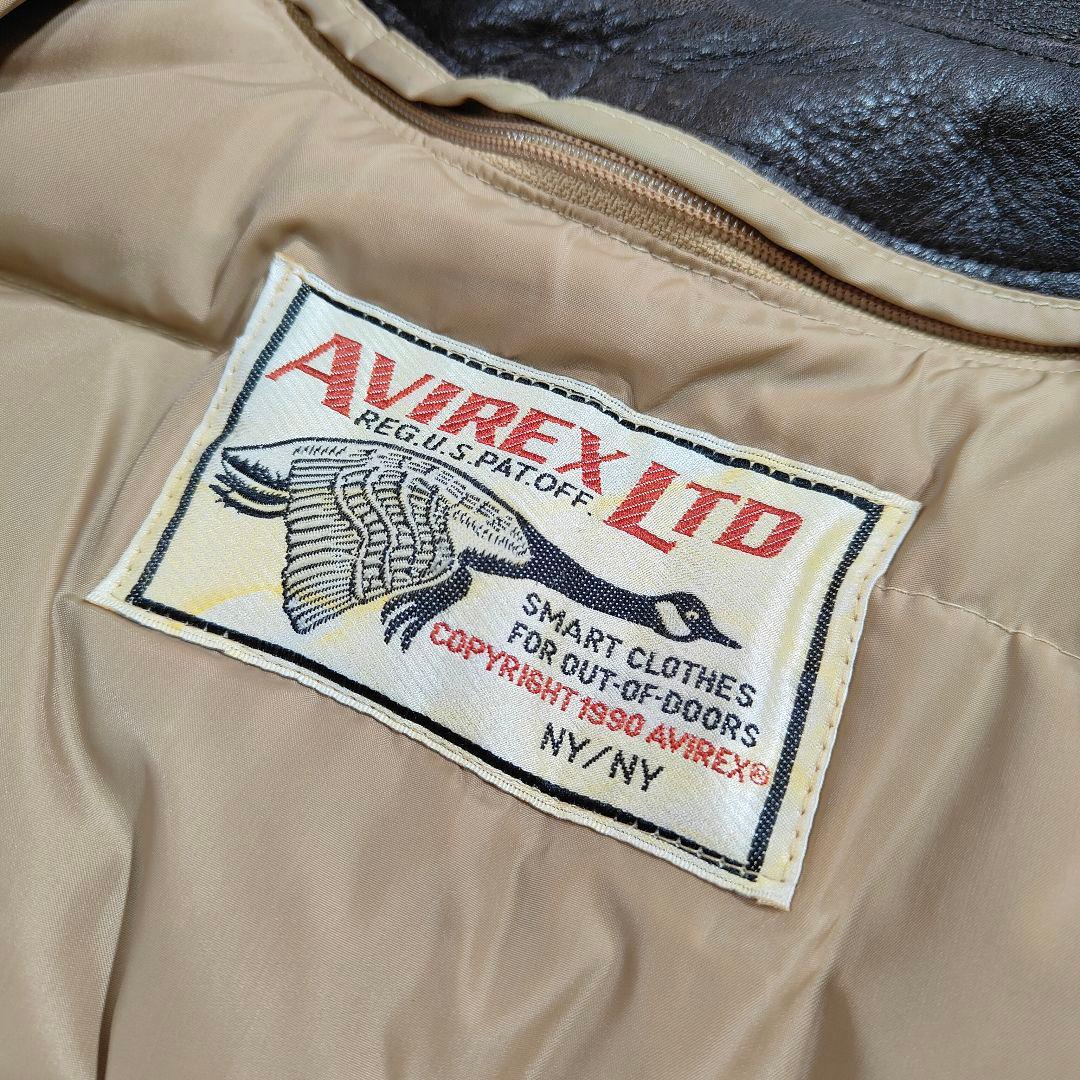 AVIREX LTD
REG.U.S.PAT.OFF.
SMART CLOTHES
FOR OUT-OF-DOORS
COPYRIGHT 1990 AVIREX®
NY/NY